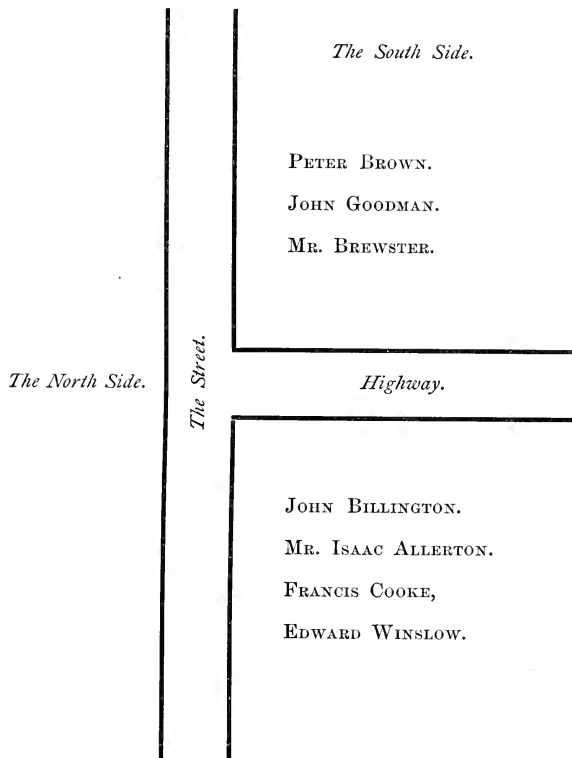 The South Side.
Peter Brown.
John Goodman.
Mr. Brewster.
The North Side.
The Street.
Highway.
John Billington.
Mr. Isaac Allerton.
Francis Cooke,
Edward Winslow.